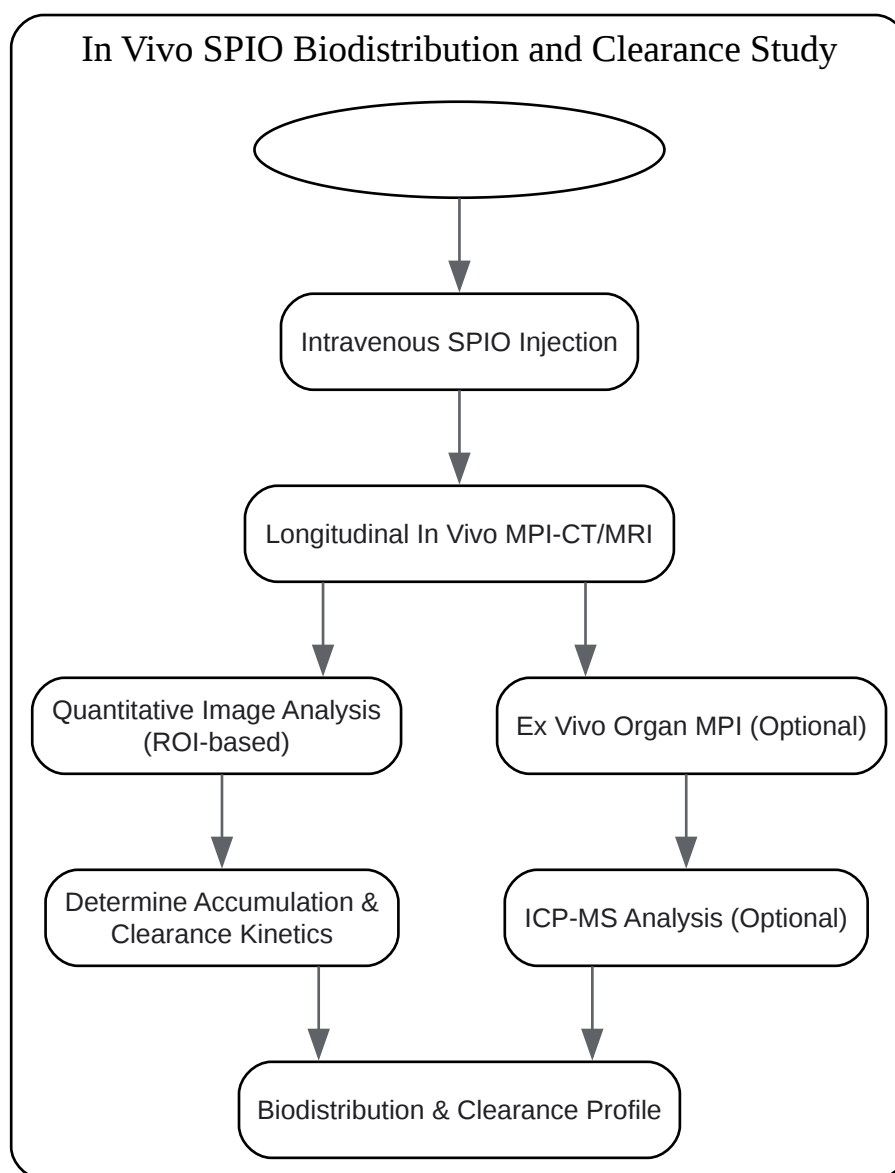 In Vivo SPIO Biodistribution and Clearance Study
Intravenous SPIO Injection
Longitudinal In Vivo MPI-CT/MRI
Quantitative Image Analysis
(ROI-based)
Ex Vivo Organ MPI (Optional)
Determine Accumulation &
Clearance Kinetics
ICP-MS Analysis (Optional)
Biodistribution & Clearance Profile